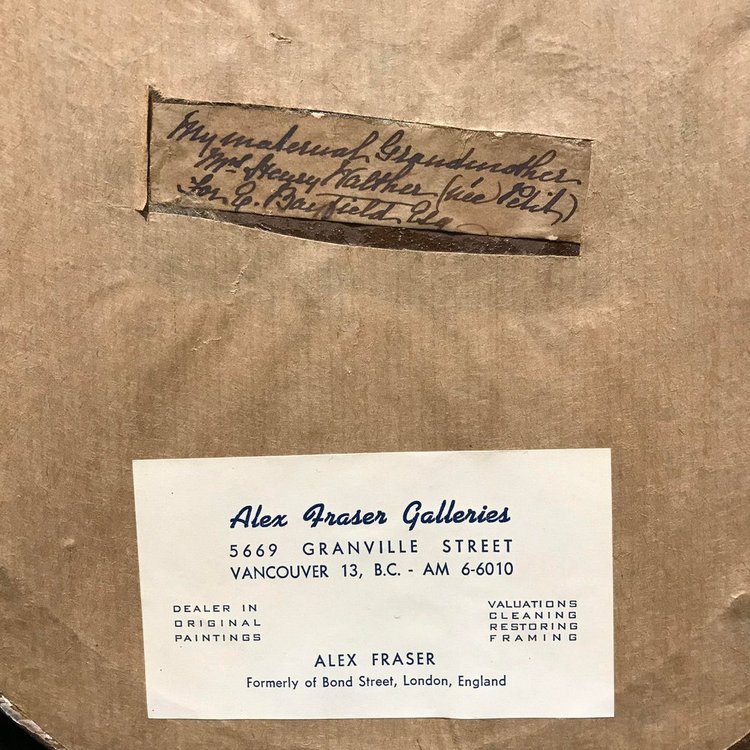 My maternal Grandmother
Mrs Henry Walther (née Petit)
For E. Bayfield Esq
Alex Fraser Galleries
5669 GRANVILLE STREET
VANCOUVER 13, B.C. - AM 6-6010
DEALER IN
ORIGINAL
PAINTINGS
VALUATIONS
CLEANING
RESTORING
FRAMING
ALEX FRASER
Formerly of Bond Street, London, England